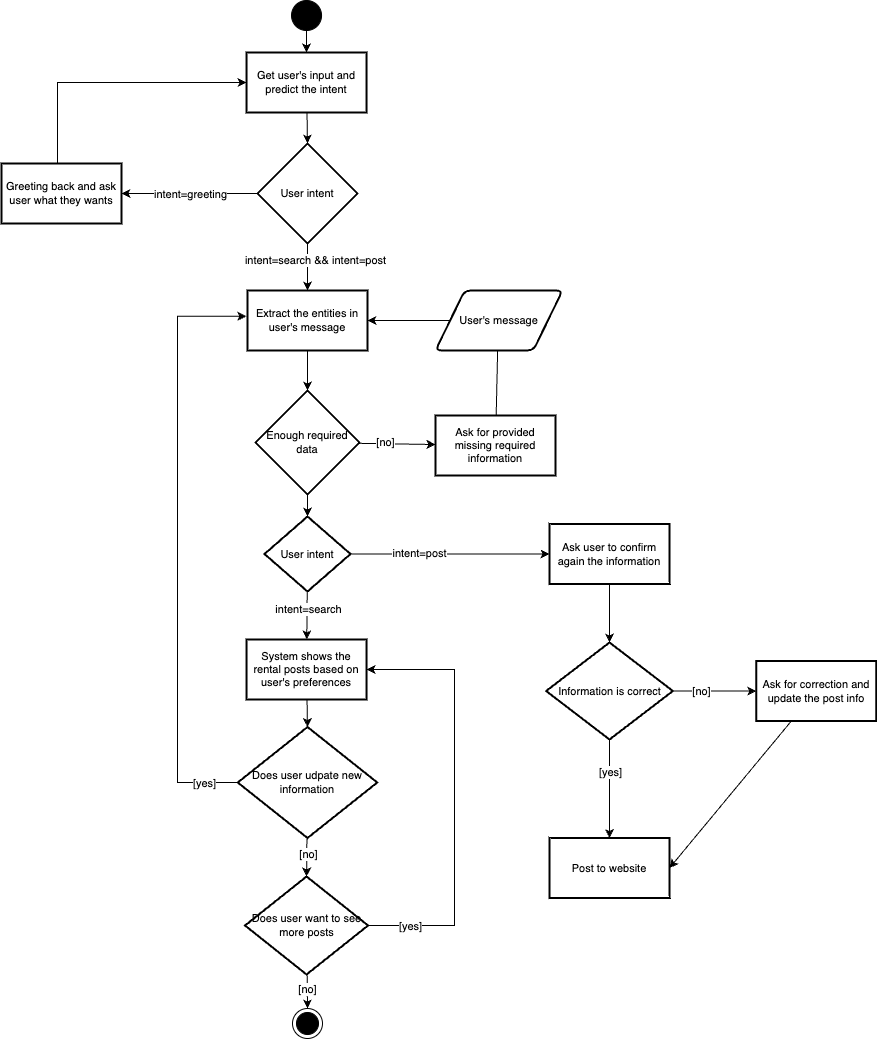 Get user's input and
predict the intent
Greeting back and ask
user what they wants
intent=greeting
User intent
intent=search && intent=post
Extract the entities in
user's message
User's message
Enough required
data
[no]
Ask for provided
missing required
information
User intent
intent=post
Ask user to confirm
again the information
intent=search
System shows the
rental posts based on
user's preferences
Information is correct
[no]
Ask for correction and
update the post info
[yes]
Does user udpate new
information
[yes]
[no]
Post to website
Does user want to see
more posts
[yes]
[no]